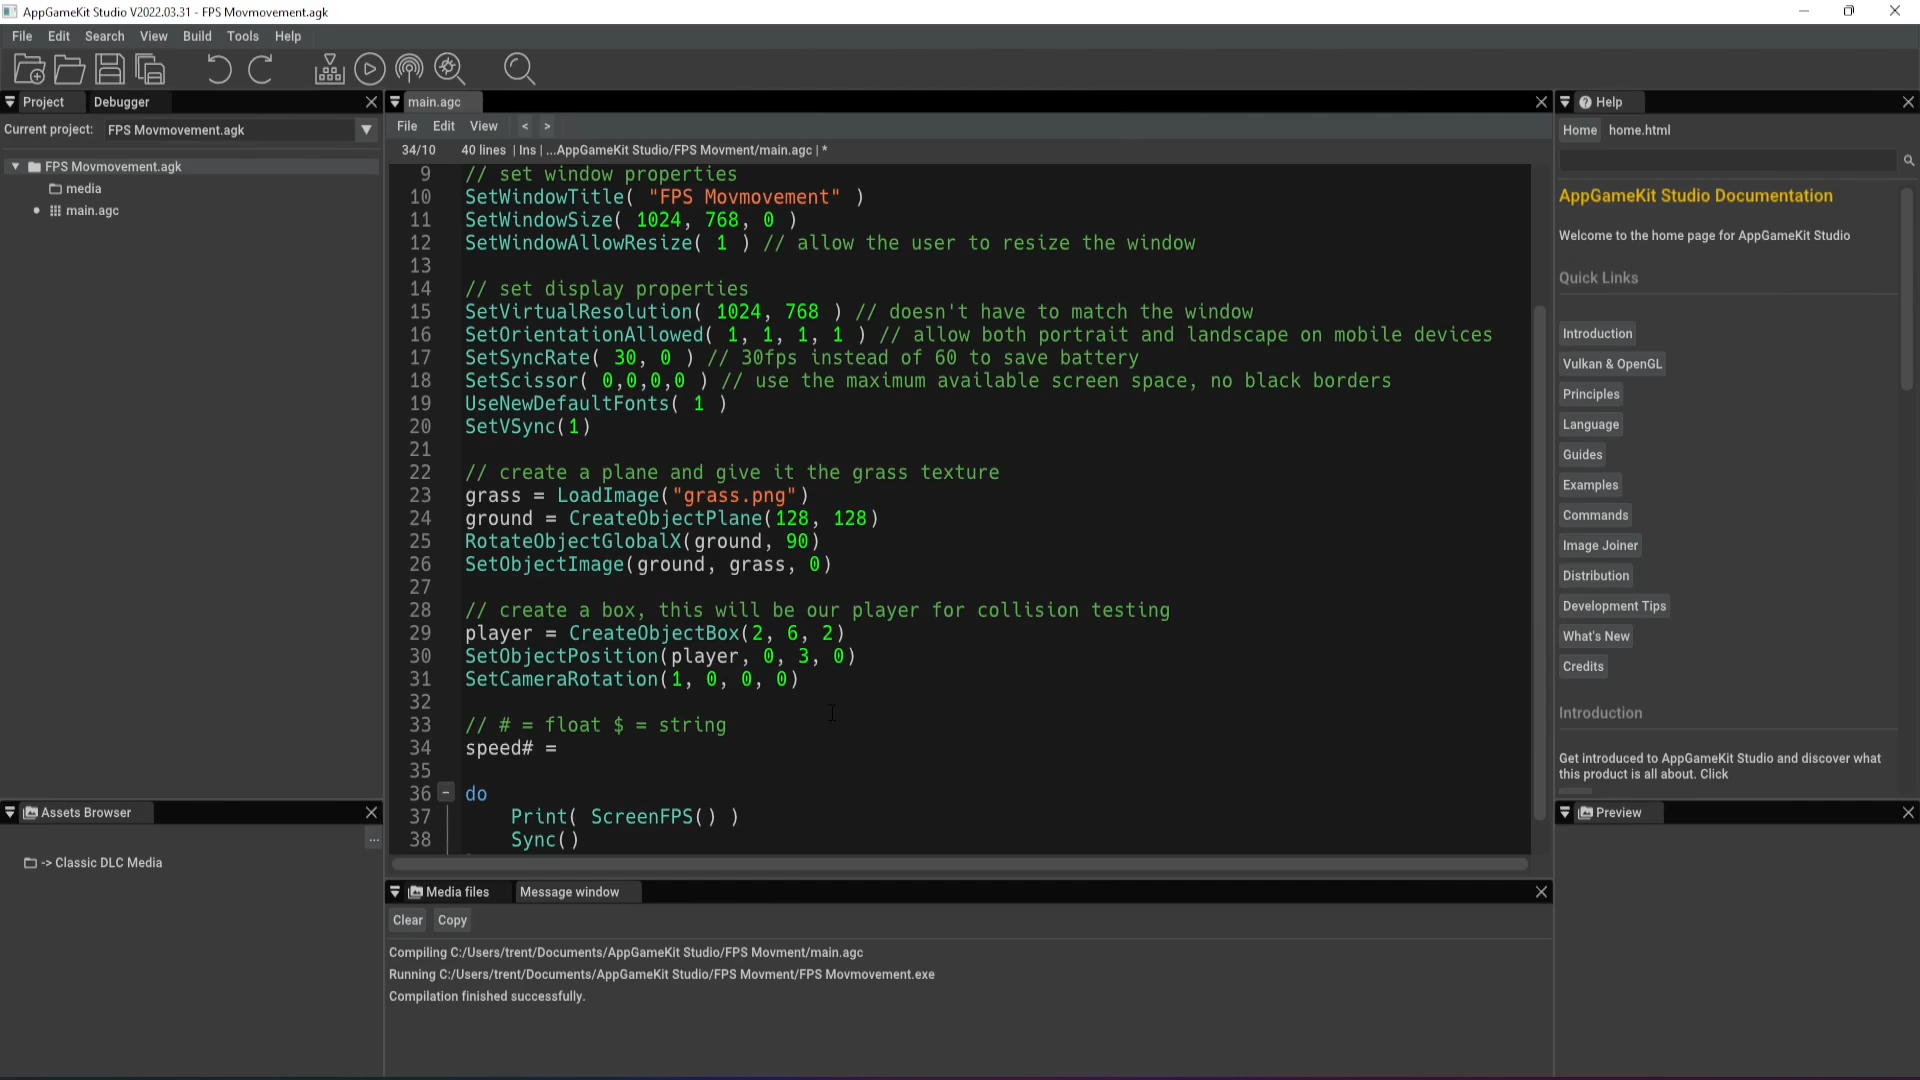 AppGameKit Studio V2022.03.31 - FPS Movmovement.agk
File Edit Search View Build Tools Help
Project Debugger
Current project: FPS Movmovement.agk
FPS Movmovement.agk
media
main.agc
Assets Browser
...
-> Classic DLC Media
main.agc
File Edit View < >
34/10 40 lines | Ins | ...AppGameKit Studio/FPS Movment/main.agc | *
9 // set window properties
10 SetWindowTitle( "FPS Movmovement" )
11 SetWindowSize( 1024, 768, 0 )
12 SetWindowAllowResize( 1 ) // allow the user to resize the window
13
14 // set display properties
15 SetVirtualResolution( 1024, 768 ) // doesn't have to match the window
16 SetOrientationAllowed( 1, 1, 1, 1 ) // allow both portrait and landscape on mobile devices
17 SetSyncRate( 30, 0 ) // 30fps instead of 60 to save battery
18 SetScissor( 0,0,0,0 ) // use the maximum available screen space, no black borders
19 UseNewDefaultFonts( 1 )
20 SetVSync(1)
21
22 // create a plane and give it the grass texture
23 grass = LoadImage("grass.png")
24 ground = CreateObjectPlane(128, 128)
25 RotateObjectGlobalX(ground, 90)
26 SetObjectImage(ground, grass, 0)
27
28 // create a box, this will be our player for collision testing
29 player = CreateObjectBox(2, 6, 2)
30 SetObjectPosition(player, 0, 3, 0)
31 SetCameraRotation(1, 0, 0, 0)
32
33 // # = float $ = string
34 speed# =
35
36 do
37 Print( ScreenFPS() )
38 Sync()
Media files Message window
Clear Copy
Compiling C:/Users/trent/Documents/AppGameKit Studio/FPS Movment/main.agc
Running C:/Users/trent/Documents/AppGameKit Studio/FPS Movment/FPS Movmovement.exe
Compilation finished successfully.
Help
Home home.html
AppGameKit Studio Documentation
Welcome to the home page for AppGameKit Studio
Quick Links
Introduction
Vulkan & OpenGL
Principles
Language
Guides
Examples
Commands
Image Joiner
Distribution
Development Tips
What's New
Credits
Introduction
Get introduced to AppGameKit Studio and discover what
this product is all about. Click
Preview